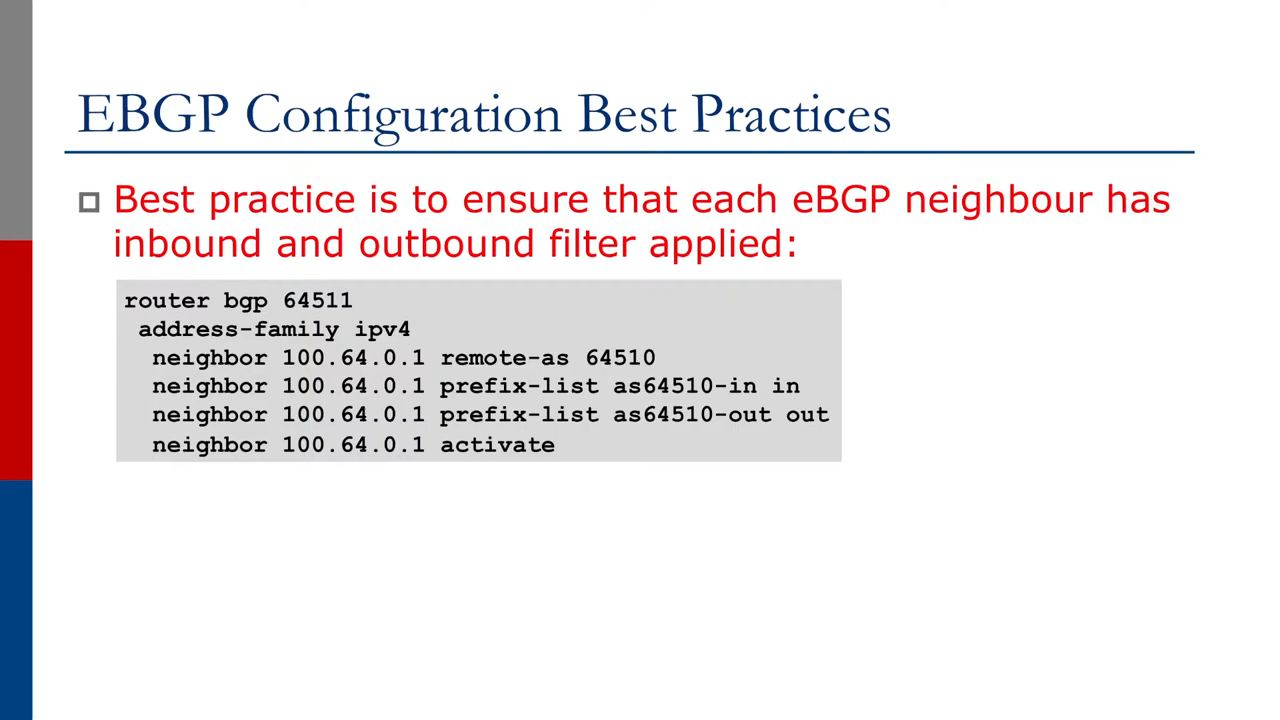 EBGP Configuration Best Practices
Best practice is to ensure that each eBGP neighbour has
inbound and outbound filter applied:
router bgp 64511
address-family ipv4
neighbor 100.64.0.1 remote-as 64510
neighbor 100.64.0.1 prefix-list as64510-in in
neighbor 100.64.0.1 prefix-list as64510-out out
neighbor 100.64.0.1 activate